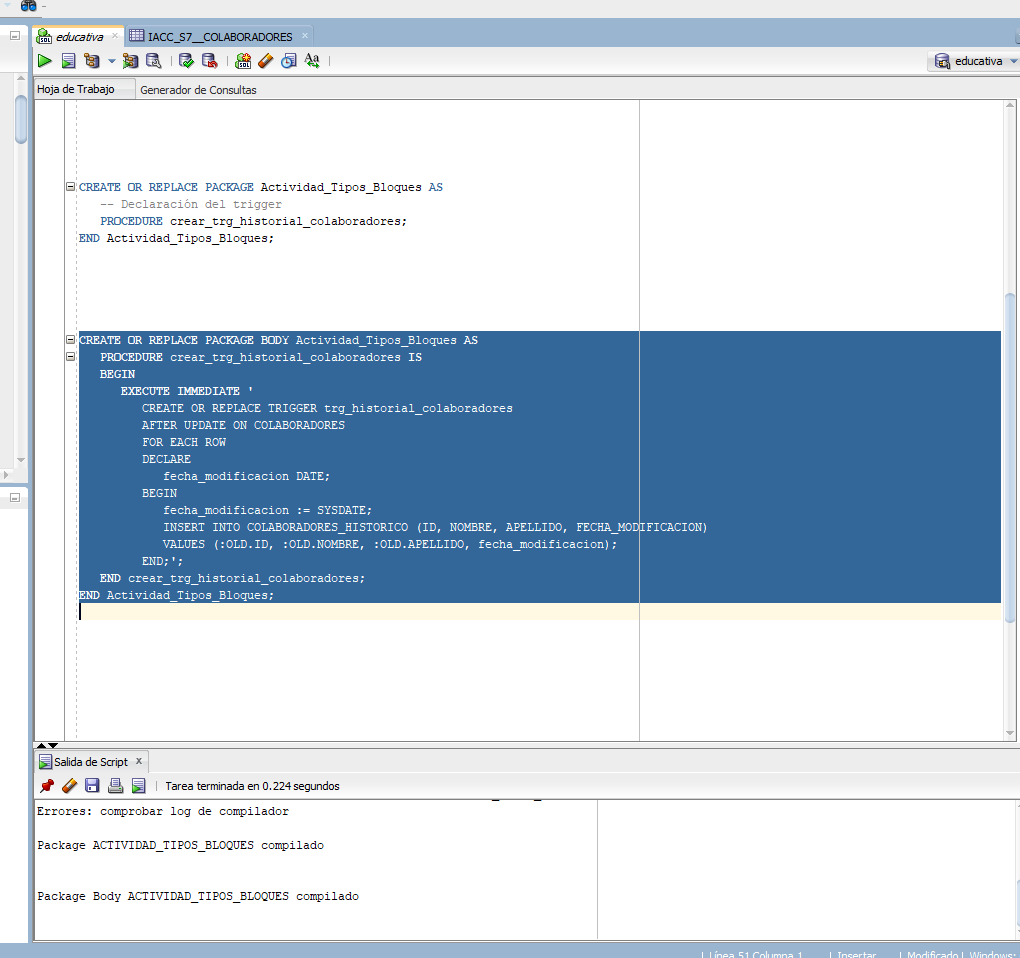 educativa
IACC_S7__COLABORADORES
educativa
Hoja de Trabajo
Generador de Consultas
CREATE OR REPLACE PACKAGE Actividad_Tipos_Bloques AS
-- Declaración del trigger
PROCEDURE crear_trg_historial_colaboradores;
END Actividad_Tipos_Bloques;
CREATE OR REPLACE PACKAGE BODY Actividad_Tipos_Bloques AS
PROCEDURE crear_trg_historial_colaboradores IS
BEGIN
EXECUTE IMMEDIATE '
CREATE OR REPLACE TRIGGER trg_historial_colaboradores
AFTER UPDATE ON COLABORADORES
FOR EACH ROW
DECLARE
fecha_modificacion DATE;
BEGIN
fecha_modificacion := SYSDATE;
INSERT INTO COLABORADORES_HISTORICO (ID, NOMBRE, APELLIDO, FECHA_MODIFICACION)
VALUES (:OLD.ID, :OLD.NOMBRE, :OLD.APELLIDO, fecha_modificacion);
END;';
END crear_trg_historial_colaboradores;
END Actividad_Tipos_Bloques;
Salida de Script
Tarea terminada en 0.224 segundos
Errores: comprobar log de compilador
Package ACTIVIDAD_TIPOS_BLOQUES compilado
Package Body ACTIVIDAD_TIPOS_BLOQUES compilado
Línea 51 Columna 1 | Insertar | Modificado | Windows: